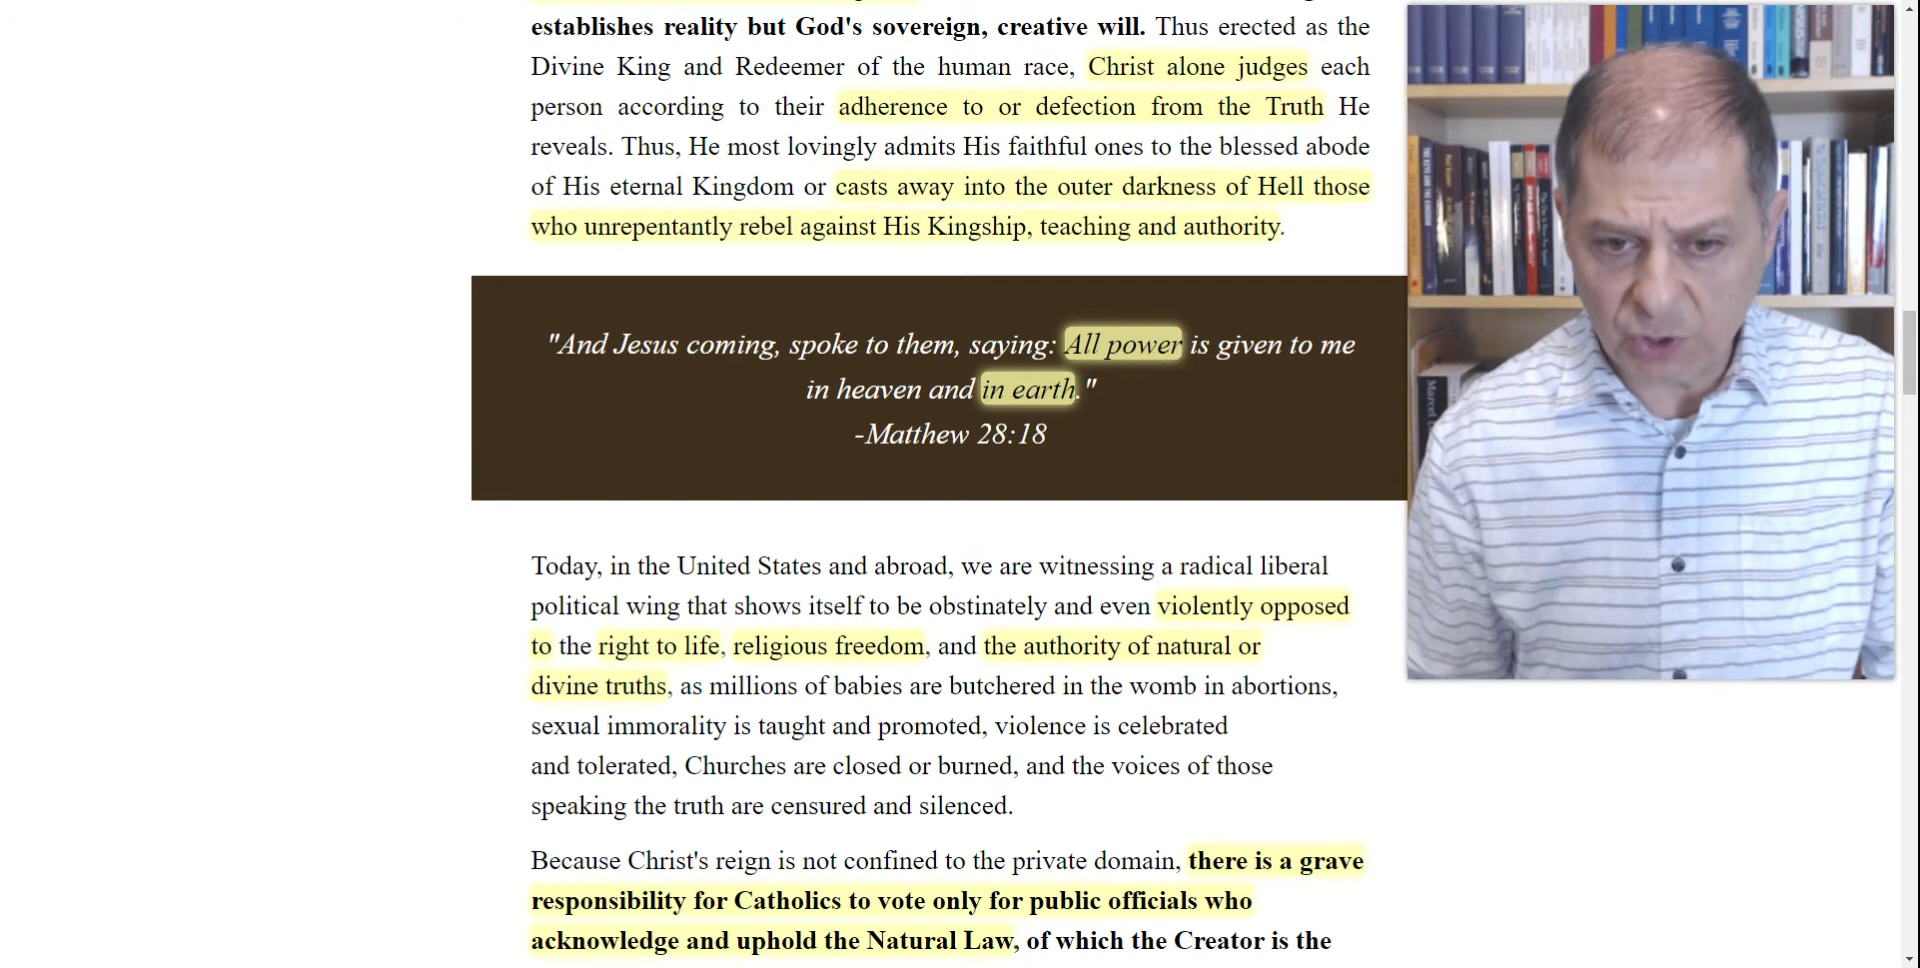 establishes reality but God's sovereign, creative will. Thus erected as the
Divine King and Redeemer of the human race, Christ alone judges each
person according to their adherence to or defection from the Truth He
reveals. Thus, He most lovingly admits His faithful ones to the blessed abode
of His eternal Kingdom or casts away into the outer darkness of Hell those
who unrepentantly rebel against His Kingship, teaching and authority.
"And Jesus coming, spoke to them, saying: All power is given to me
in heaven and in earth."
-Matthew 28:18
Today, in the United States and abroad, we are witnessing a radical liberal
political wing that shows itself to be obstinately and even violently opposed
to the right to life, religious freedom, and the authority of natural or
divine truths, as millions of babies are butchered in the womb in abortions,
sexual immorality is taught and promoted, violence is celebrated
and tolerated, Churches are closed or burned, and the voices of those
speaking the truth are censured and silenced.
Because Christ's reign is not confined to the private domain, there is a grave
responsibility for Catholics to vote only for public officials who
acknowledge and uphold the Natural Law, of which the Creator is the
Marcel